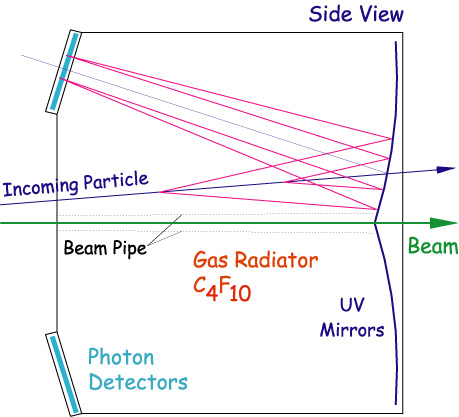 Side View
Incoming Particle
Beam Pipe
Beam
Gas Radiator
C4F10
UV
Mirrors
Photon
Detectors